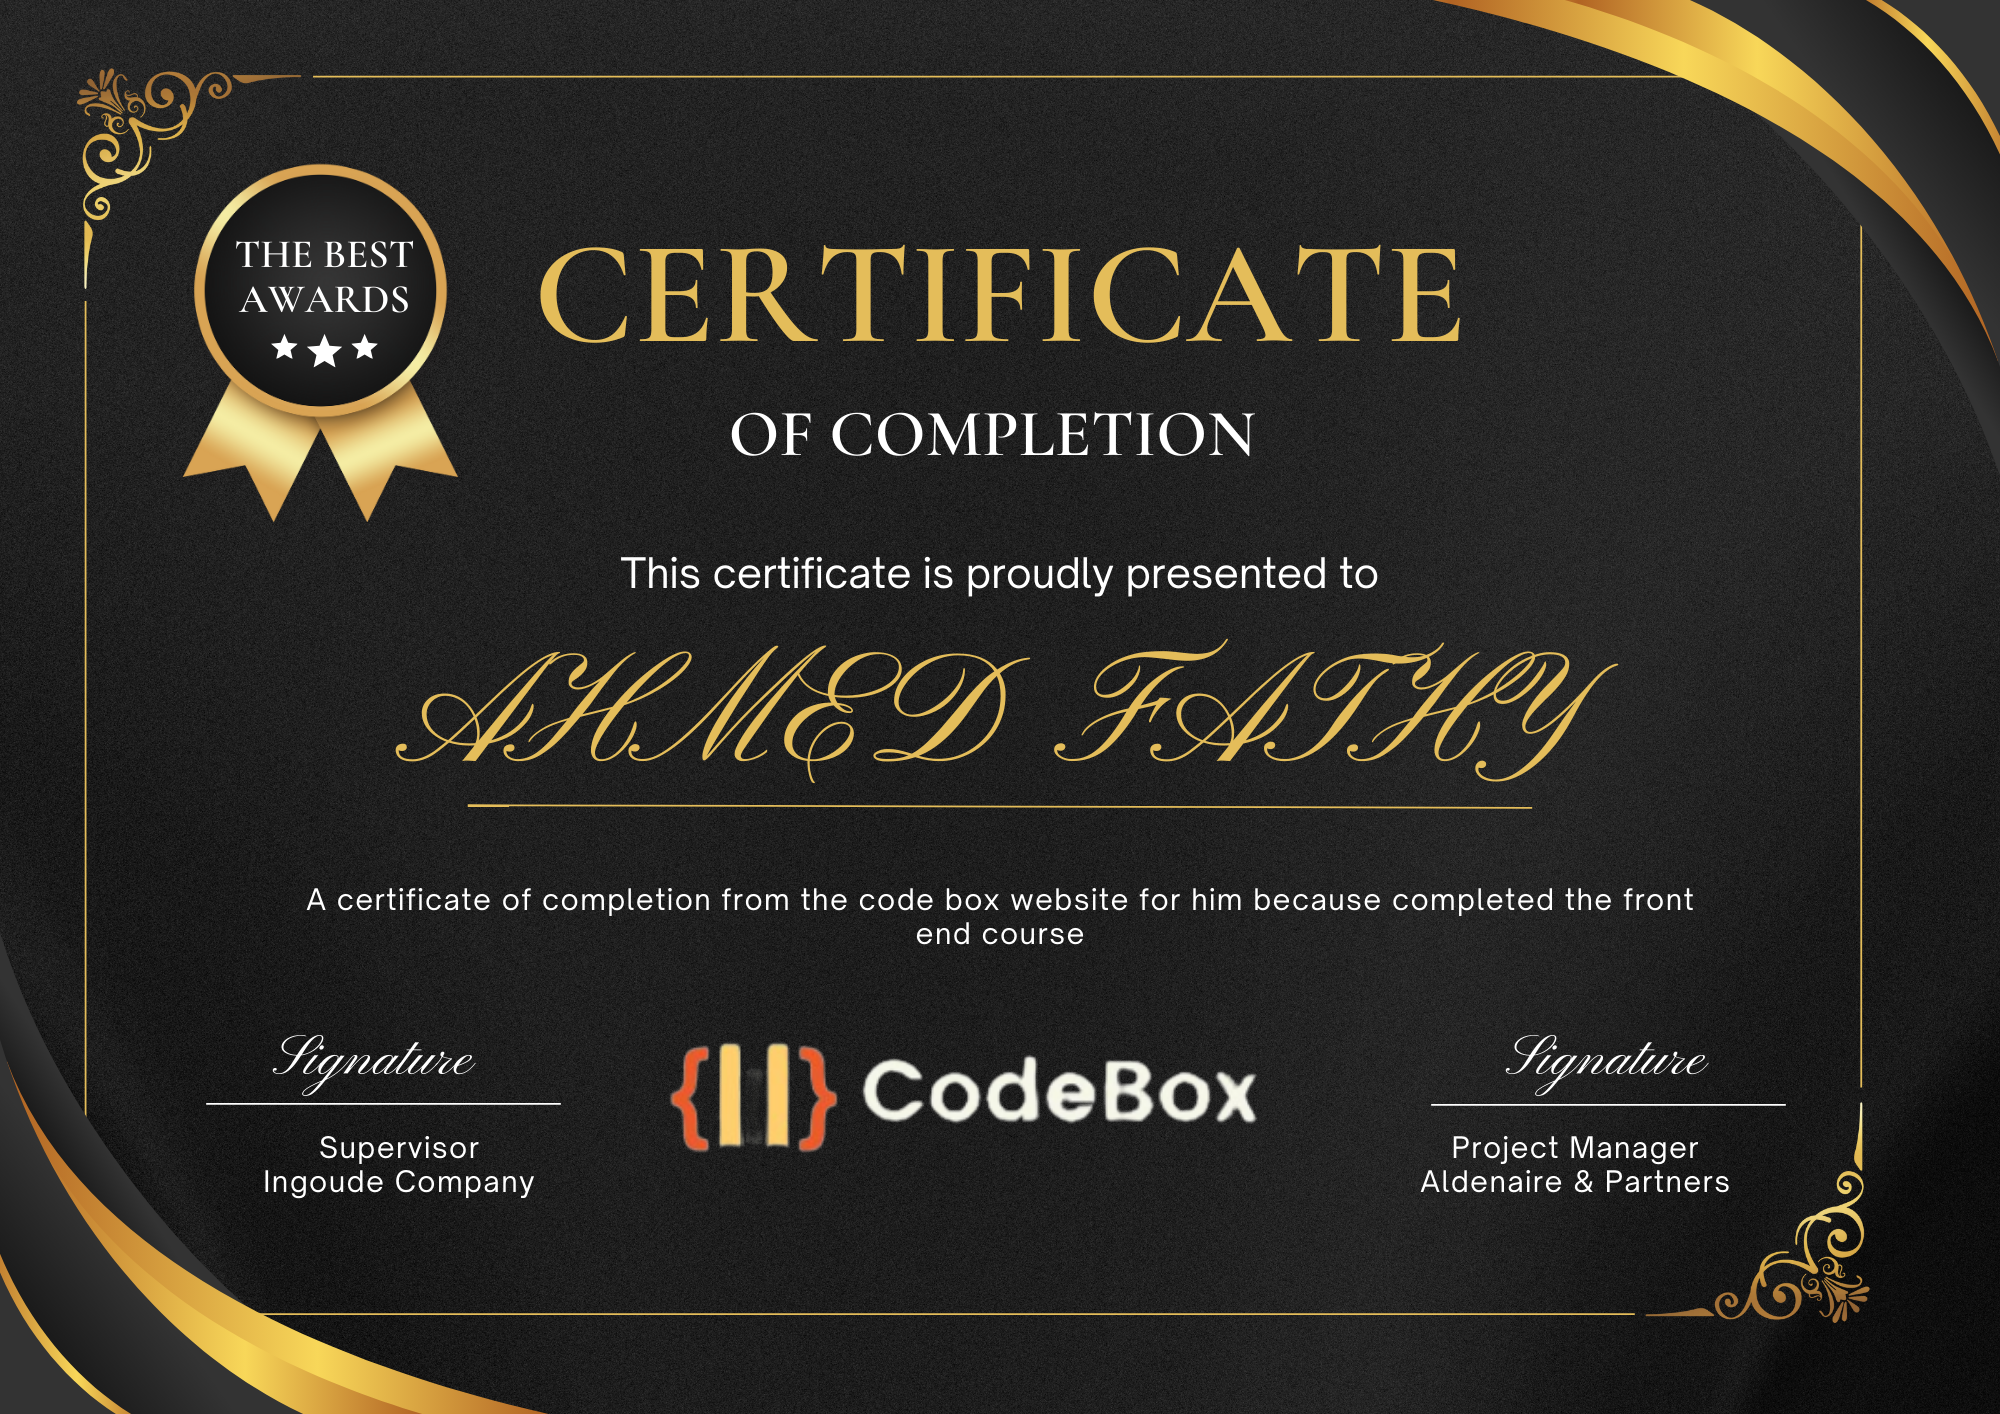 THE BEST
AWARDS
CERTIFICATE
OF COMPLETION
This certificate is proudly presented to
AHMED FATHY
A certificate of completion from the code box website for him because completed the front
end course
Signature
{||} CodeBox
Signature
Supervisor
Ingoude Company
Project Manager
Aldenaire & Partners